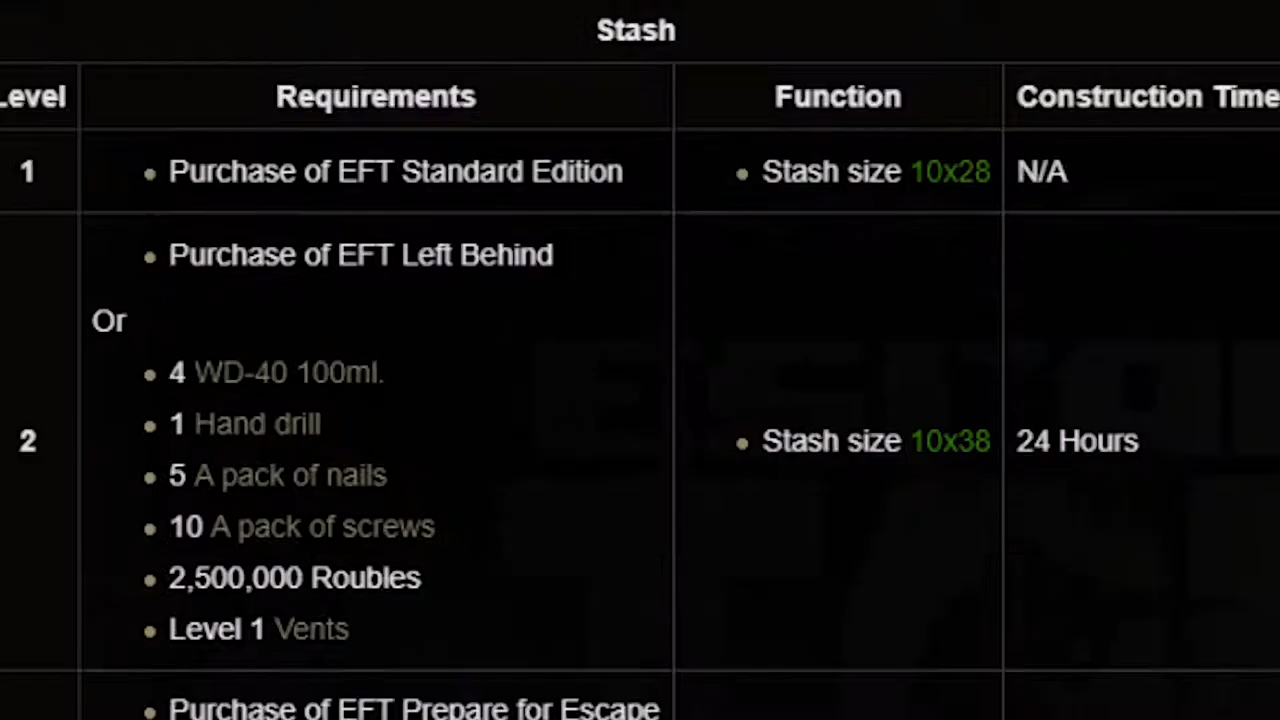 Stash
Level Requirements Function Construction Time
1 • Purchase of EFT Standard Edition • Stash size 10x28 N/A
• Purchase of EFT Left Behind
Or
• 4 WD-40 100ml.
• 1 Hand drill
2 • Stash size 10x38 24 Hours
• 5 A pack of nails
• 10 A pack of screws
• 2,500,000 Roubles
• Level 1 Vents
• Purchase of EFT Prepare for Escape